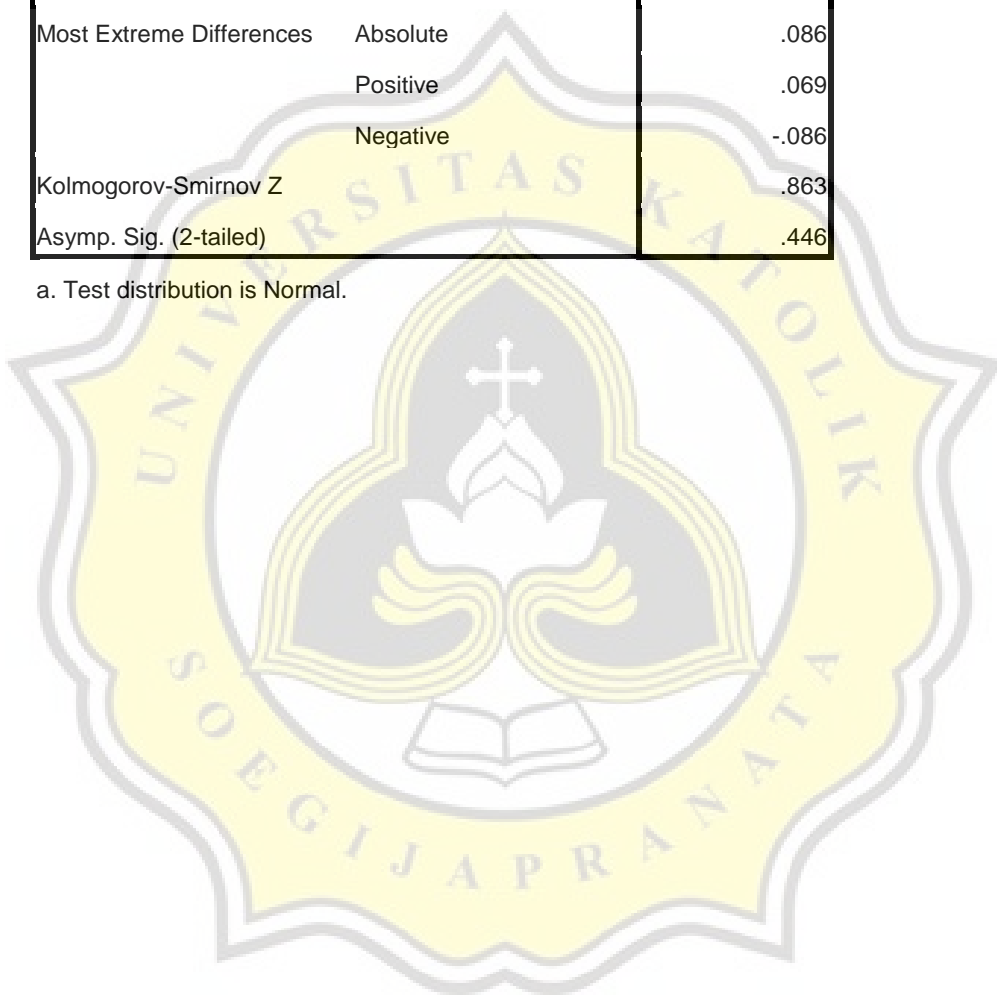 Most Extreme Differences Absolute .086
Positive .069
Negative -.086
Kolmogorov-Smirnov Z .863
Asymp. Sig. (2-tailed) .446
a. Test distribution is Normal.
UNIVERSITAS KATOLIK
SOEGIJAPRANATA